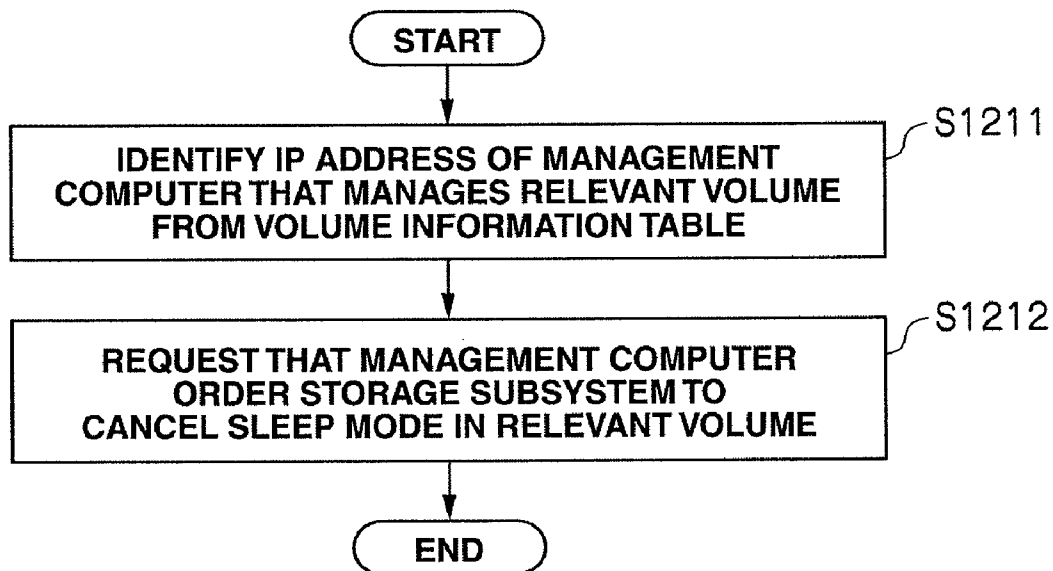 START
S1211
IDENTIFY IP ADDRESS OF MANAGEMENT
COMPUTER THAT MANAGES RELEVANT VOLUME
FROM VOLUME INFORMATION TABLE
S1212
REQUEST THAT MANAGEMENT COMPUTER
ORDER STORAGE SUBSYSTEM TO
CANCEL SLEEP MODE IN RELEVANT VOLUME
END